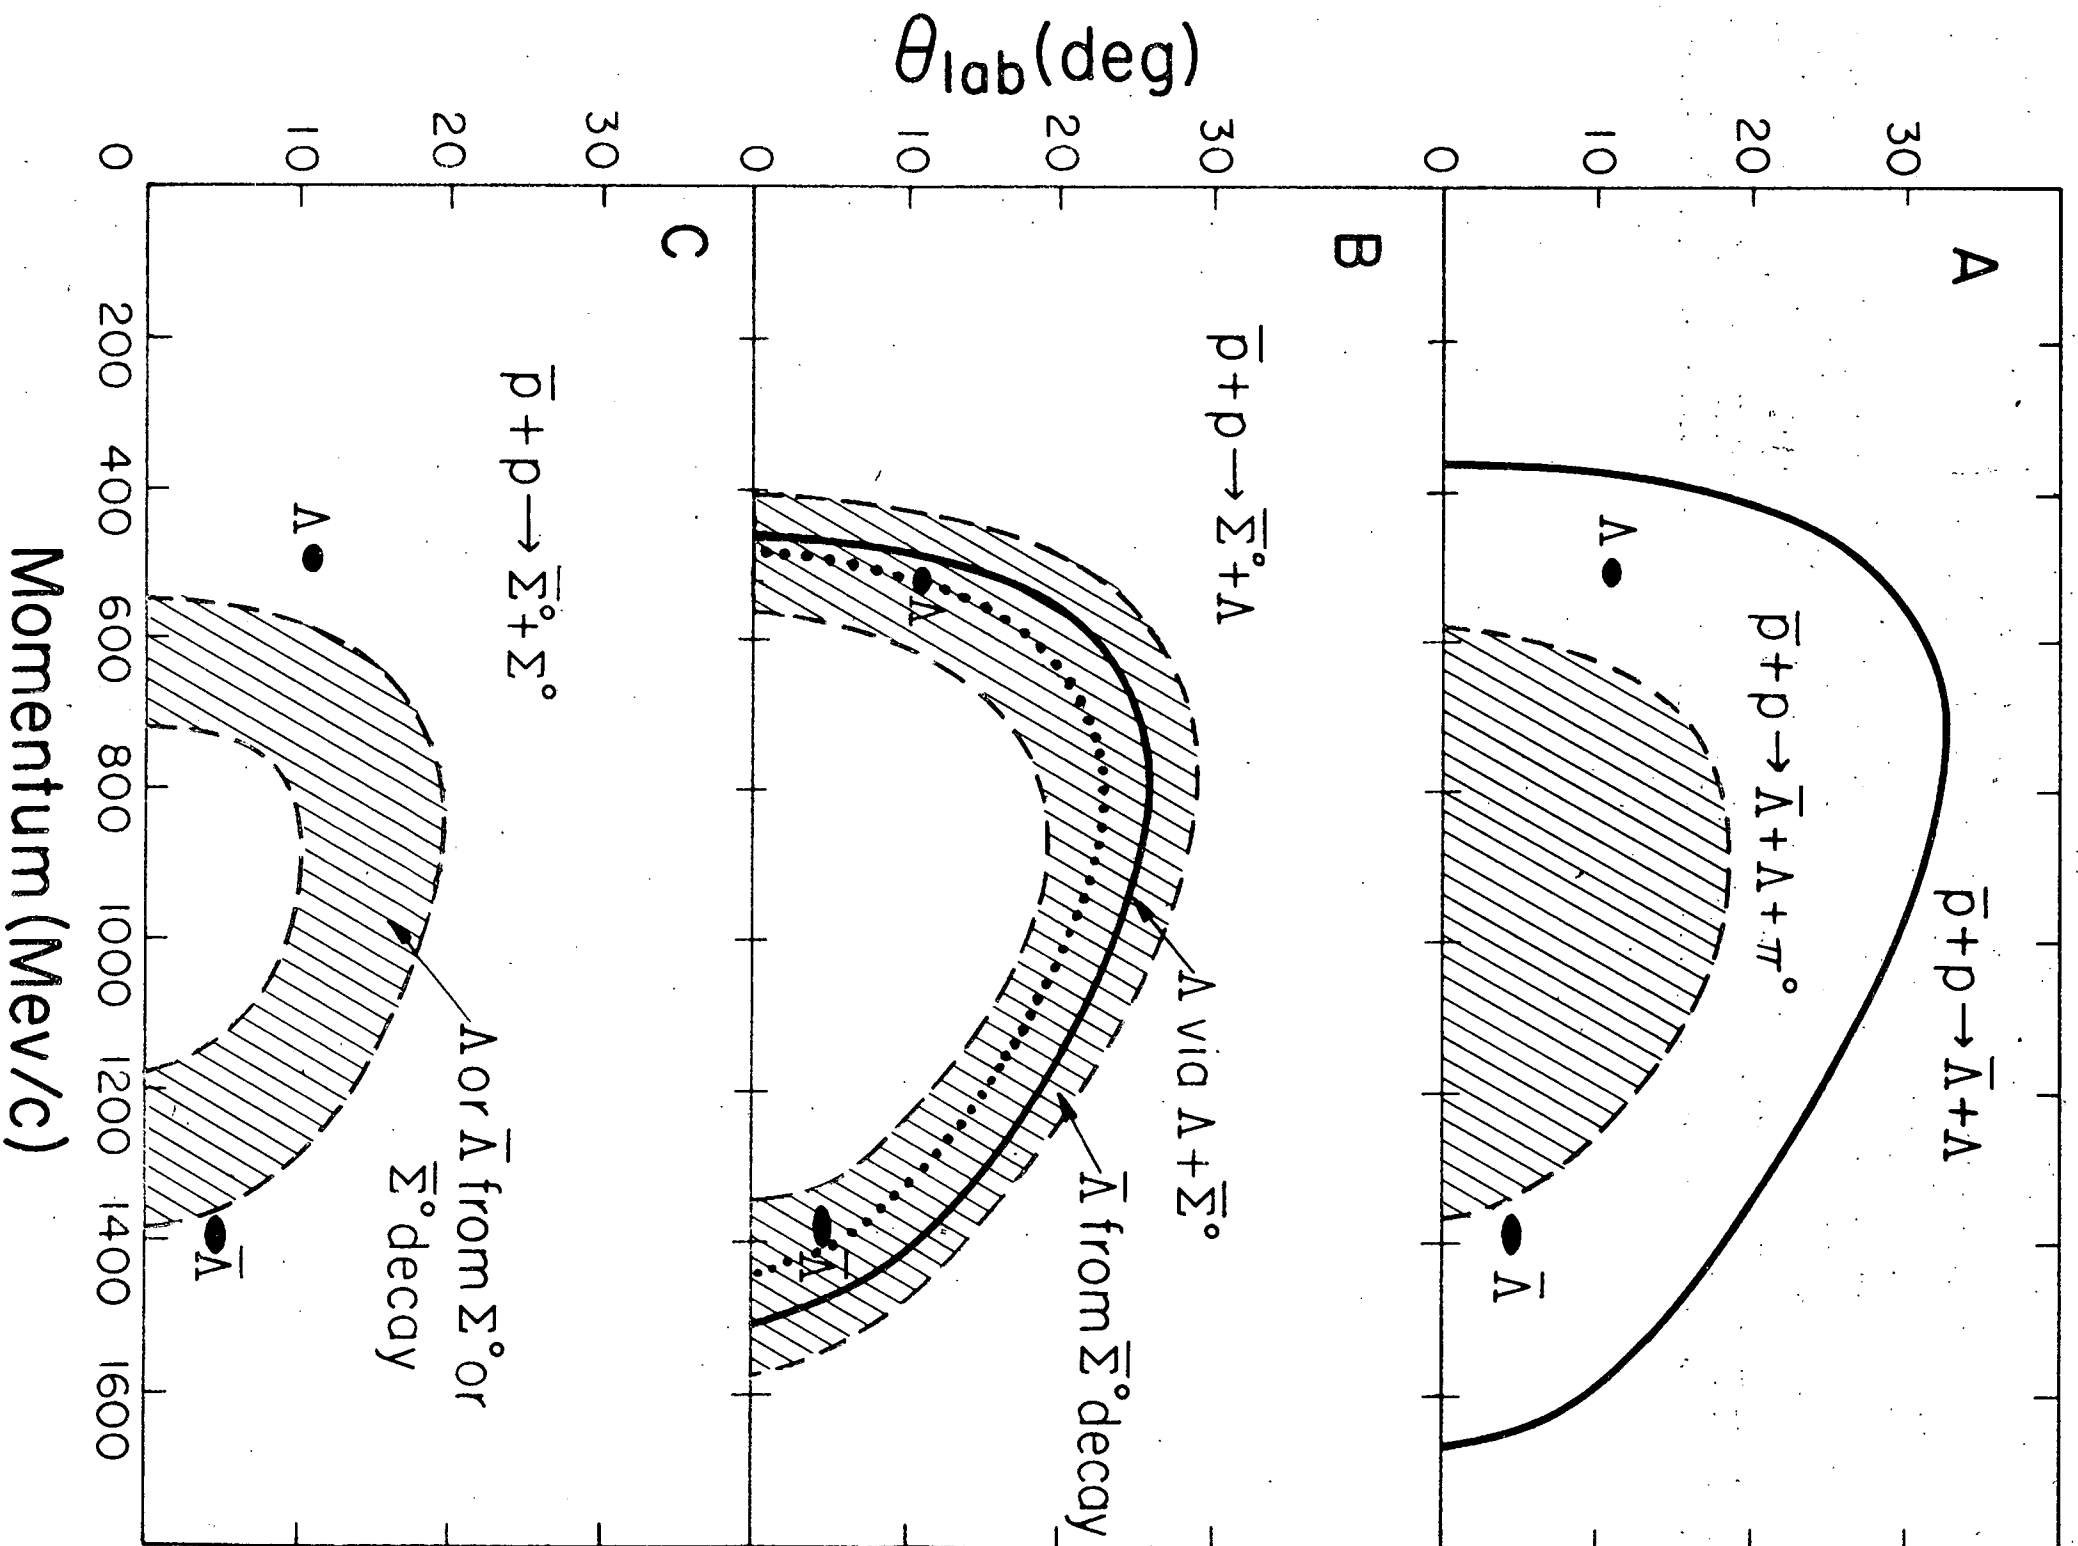 A
p̄+p→Λ̄+Λ
30
20
p̄+p→Λ̄+Λ+π°
10
Λ
Λ̄
0
B
p̄+p→Σ̄°+Λ
30
Λ via Λ+Σ̄°
20
Λ̄ from Σ̄° decay
10
Λ
Λ̄
0
θlab(deg)
C
30
p̄+p→Σ̄°+Σ°
20
Λ or Λ̄ from Σ° or
Σ̄° decay
10
Λ
Λ̄
0 200 400 600 800 1000 1200 1400 1600
Momentum (Mev/c)